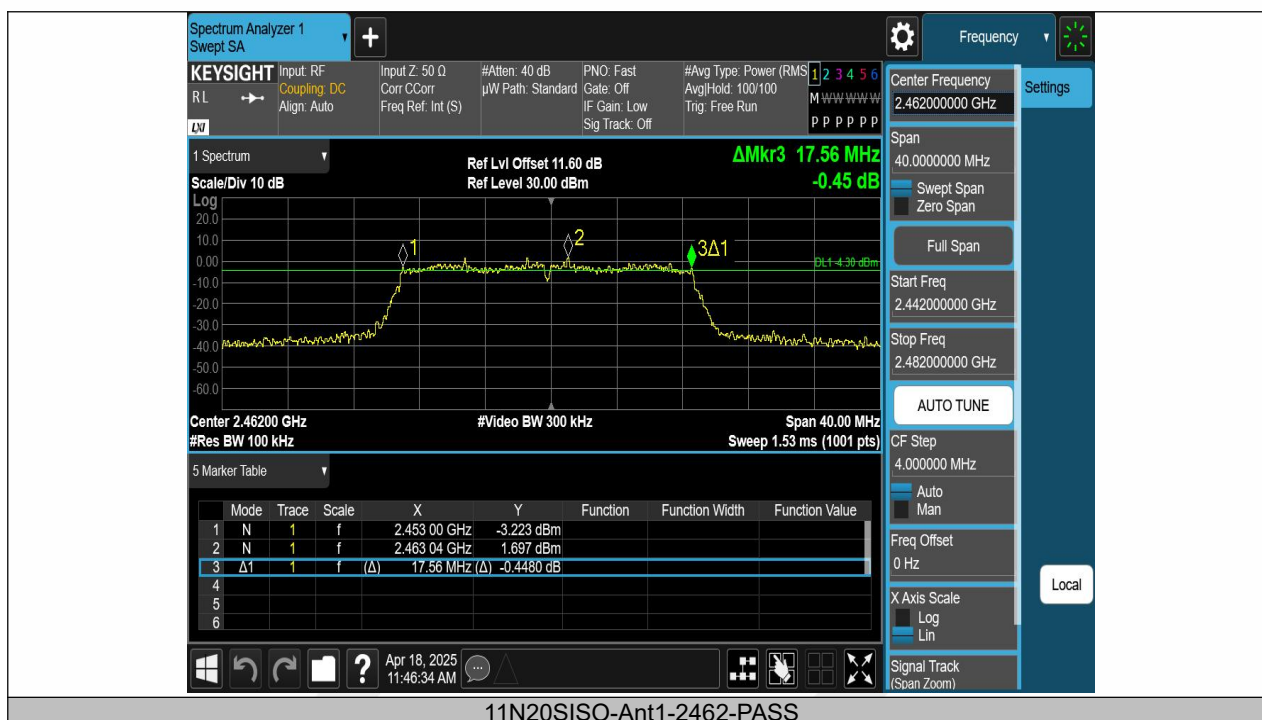 Spectrum Analyzer 1
Swept SA
+
Frequency
KEYSIGHT
RL
LXI
Input: RF
Coupling: DC
Align: Auto
Input Z: 50 Ω
Corr CCorr
Freq Ref: Int (S)
#Atten: 40 dB
µW Path: Standard
PNO: Fast
Gate: Off
IF Gain: Low
Sig Track: Off
#Avg Type: Power (RMS
Avg|Hold: 100/100
Trig: Free Run
1 2 3 4 5 6
M W W W W W
P P P P P P
1 Spectrum
Scale/Div 10 dB
Log
Ref Lvl Offset 11.60 dB
Ref Level 30.00 dBm
ΔMkr3 17.56 MHz
-0.45 dB
20.0
10.0
0.00
-10.0
-20.0
-30.0
-40.0
-50.0
-60.0
1
2
3Δ1
DL1 -4.30 dBm
Center 2.46200 GHz
#Video BW 300 kHz
Span 40.00 MHz
#Res BW 100 kHz
Sweep 1.53 ms (1001 pts)
5 Marker Table
Mode Trace Scale X Y Function Function Width Function Value
1 N 1 f 2.453 00 GHz -3.223 dBm
2 N 1 f 2.463 04 GHz 1.697 dBm
3 Δ1 1 f (Δ) 17.56 MHz (Δ) -0.4480 dB
4
5
6
?
Apr 18, 2025
11:46:34 AM
Center Frequency
2.462000000 GHz
Span
40.0000000 MHz
Swept Span
Zero Span
Full Span
Start Freq
2.442000000 GHz
Stop Freq
2.482000000 GHz
AUTO TUNE
CF Step
4.000000 MHz
Auto
Man
Freq Offset
0 Hz
X Axis Scale
Log
Lin
Signal Track
(Span Zoom)
Settings
Local
11N20SISO-Ant1-2462-PASS